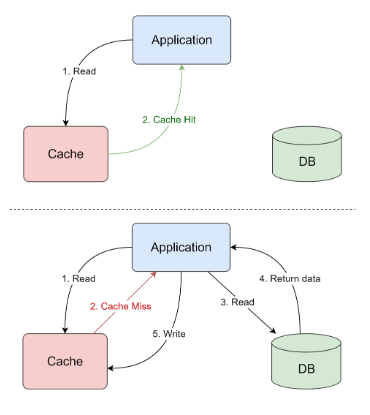 Application
1. Read
2. Cache Hit
Cache
DB
Application
1. Read
4. Return data
2. Cache Miss
3. Read
5. Write
Cache
DB